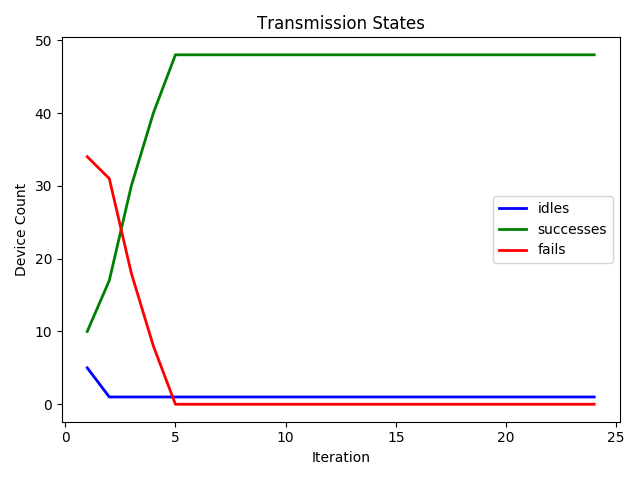 Transmission States
Device Count
50
40
30
20
10
0
idles
successes
fails
0 5 10 15 20 25
Iteration